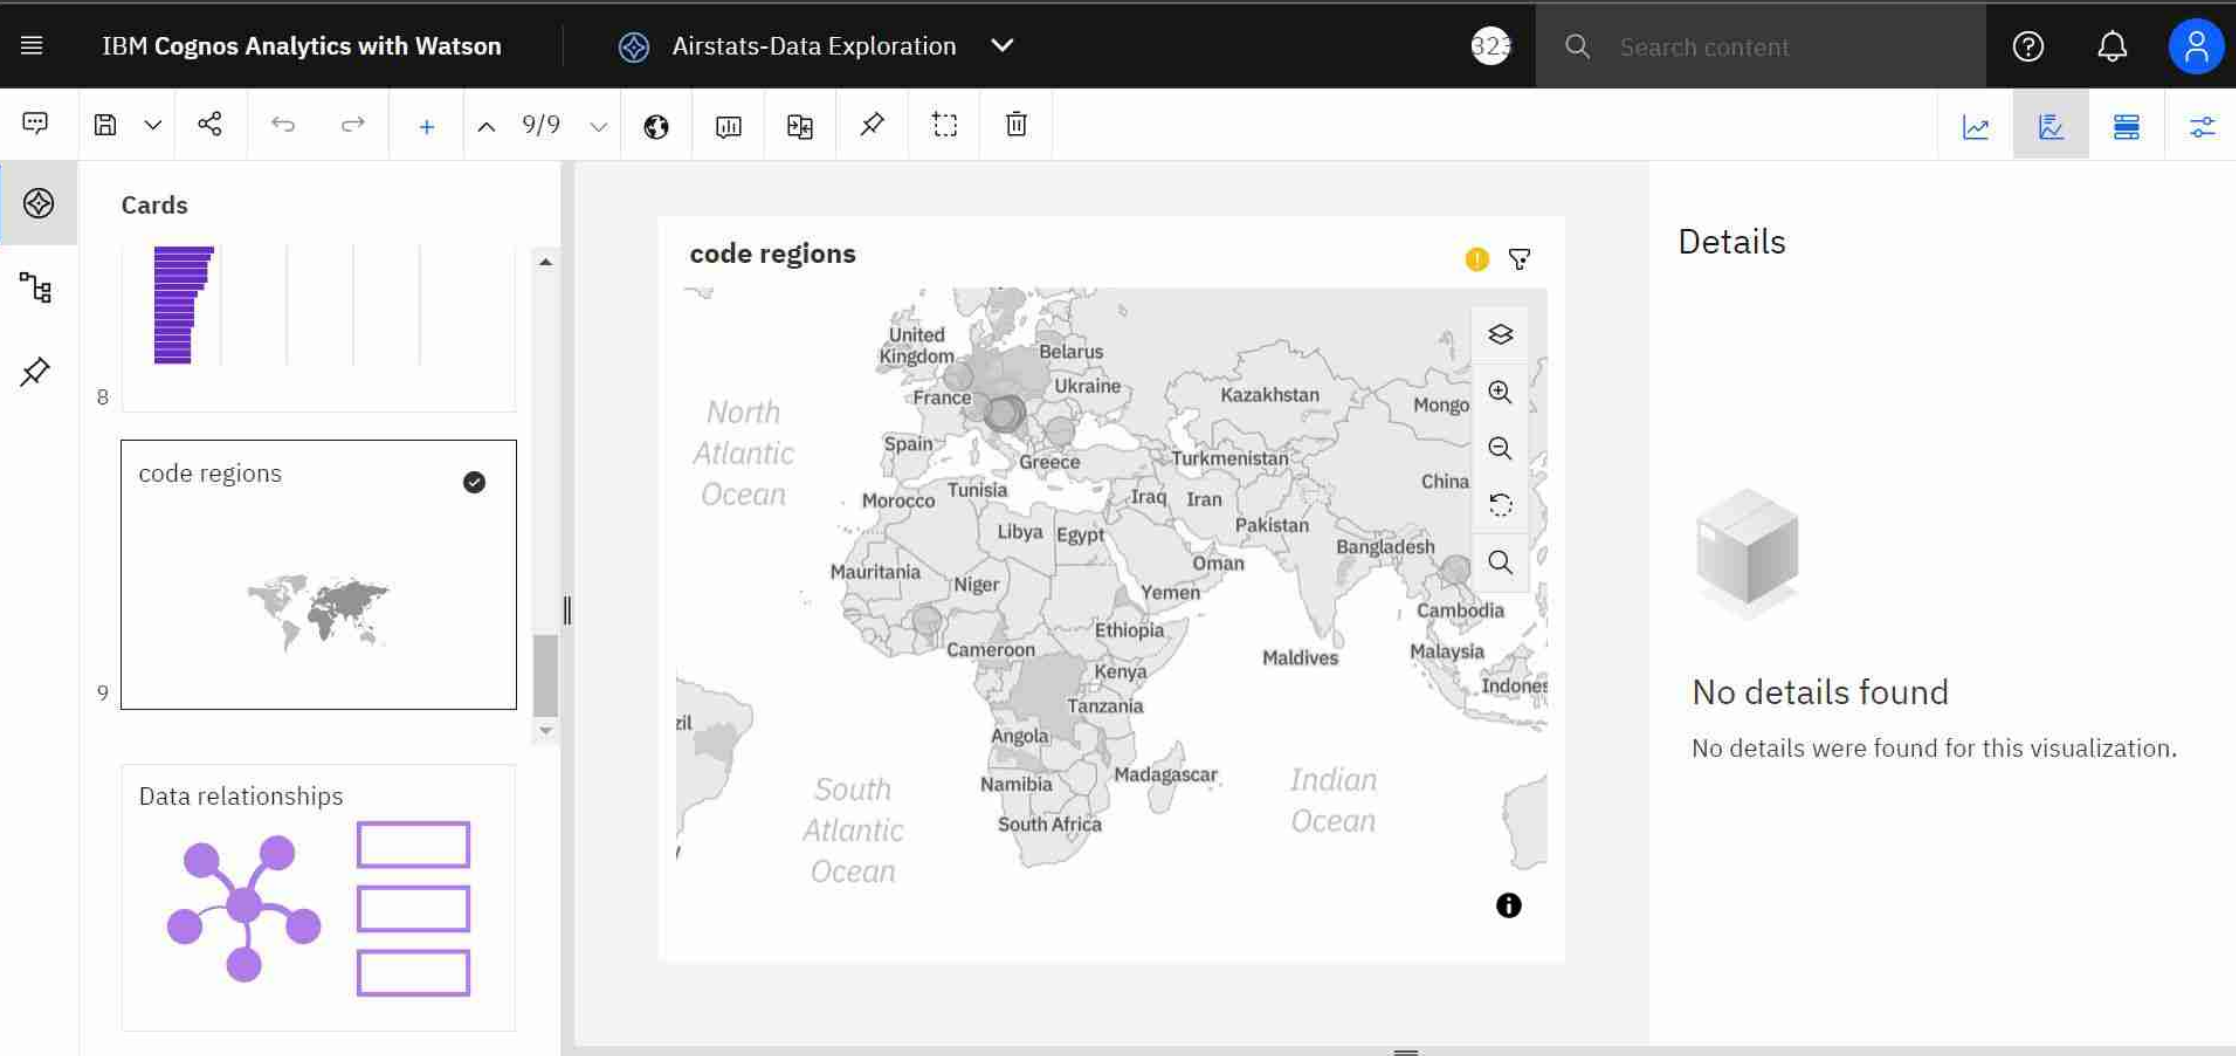 IBM Cognos Analytics with Watson
Airstats-Data Exploration
323
Search content
9/9
Cards
8
code regions
9
Data relationships
code regions
United
Kingdom
Belarus
Ukraine
France
Kazakhstan
Mongo
North
Atlantic
Ocean
Spain
Greece
Turkmenistan
China
Morocco
Tunisia
Iraq
Iran
Pakistan
Libya
Egypt
Bangladesh
Oman
Mauritania
Niger
Yemen
Cambodia
Ethiopia
Cameroon
Maldives
Malaysia
Kenya
Indones
Tanzania
zil
Angola
Madagascar
Namibia
South
Atlantic
Ocean
Indian
Ocean
South Africa
Details
No details found
No details were found for this visualization.